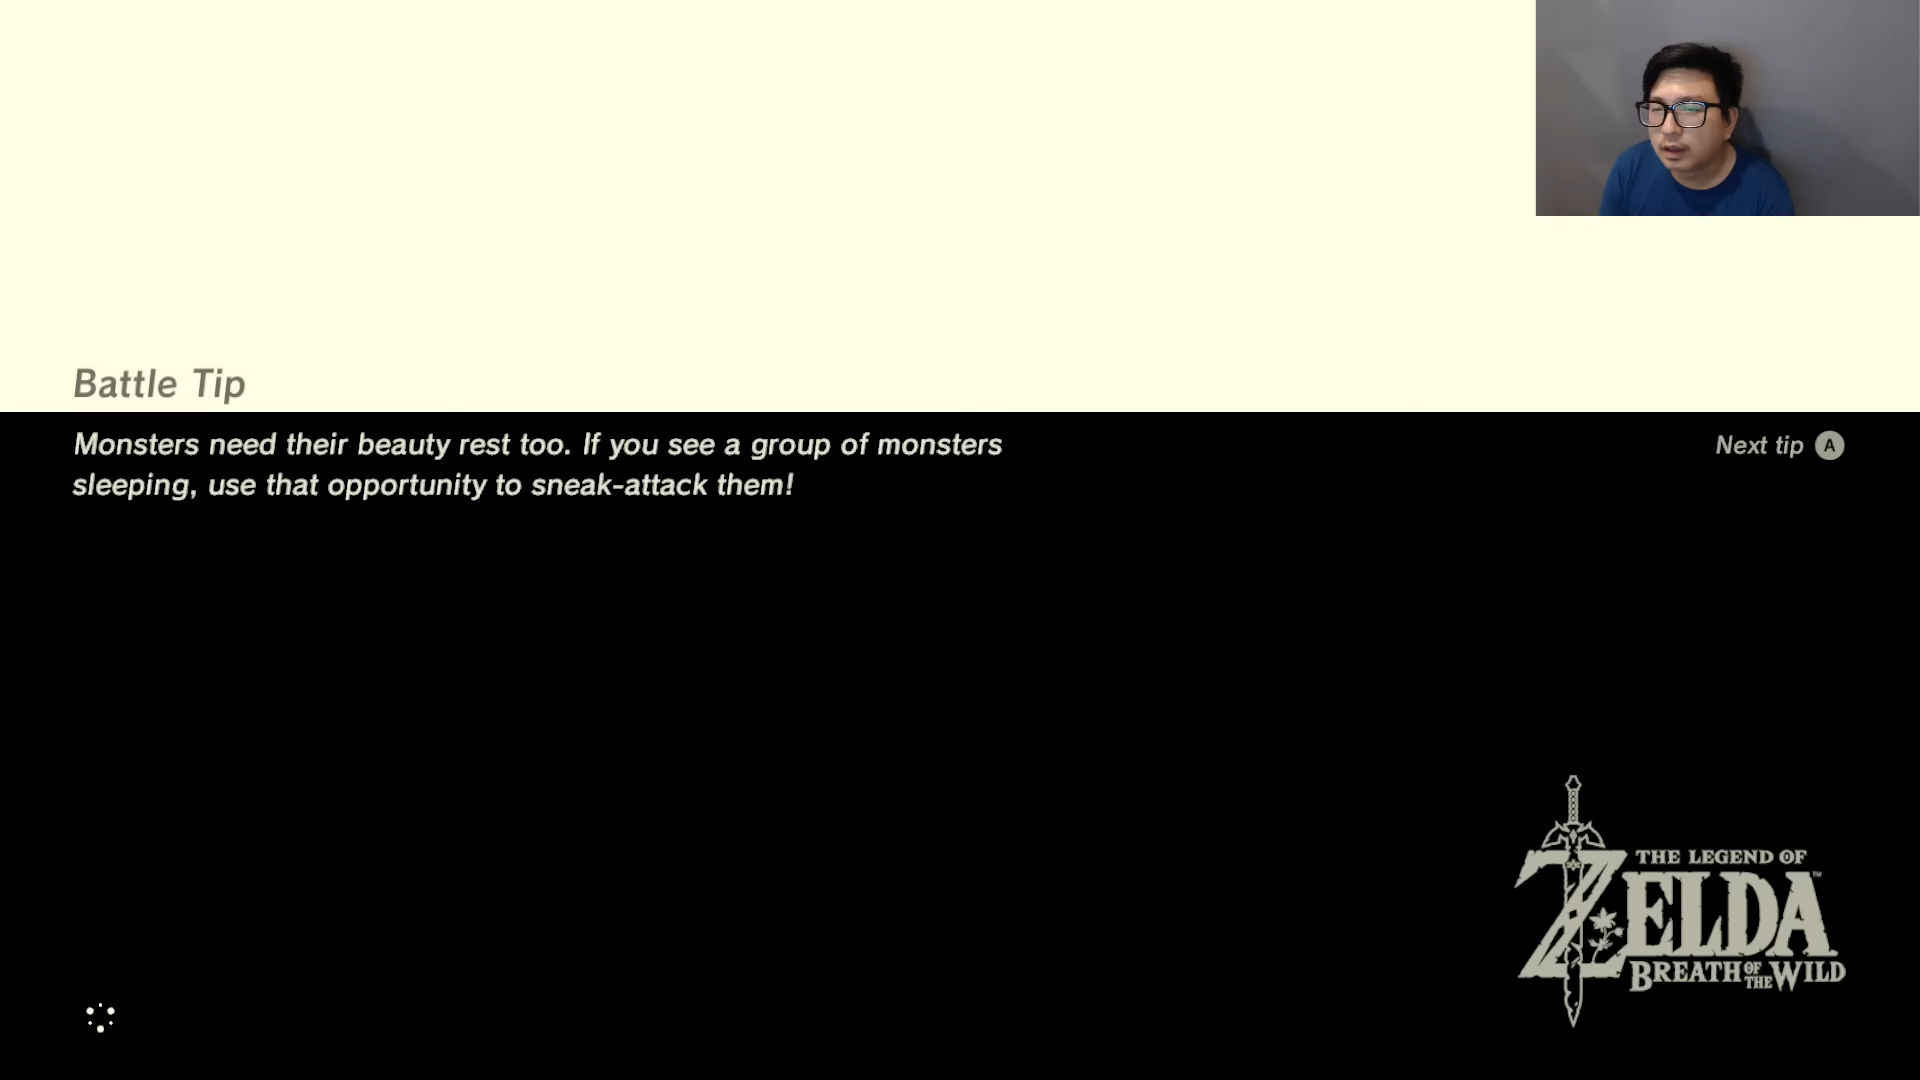 Battle Tip
Monsters need their beauty rest too. If you see a group of monsters
sleeping, use that opportunity to sneak-attack them!
Next tip A
THE LEGEND OF
ZELDA™
BREATH OF THE WILD